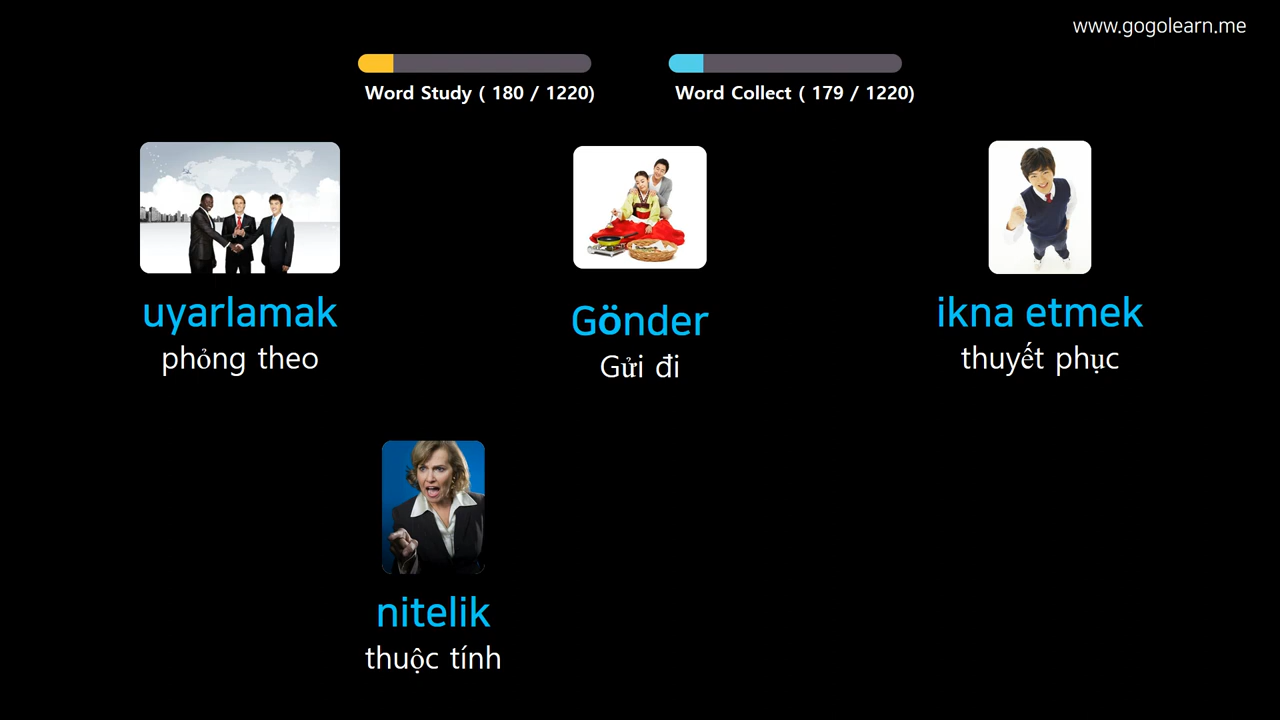 www.gogolearn.me
Word Study ( 180 / 1220)
Word Collect ( 179 / 1220)
uyarlamak
phỏng theo
Gönder
Gửi đi
ikna etmek
thuyết phục
nitelik
thuộc tính